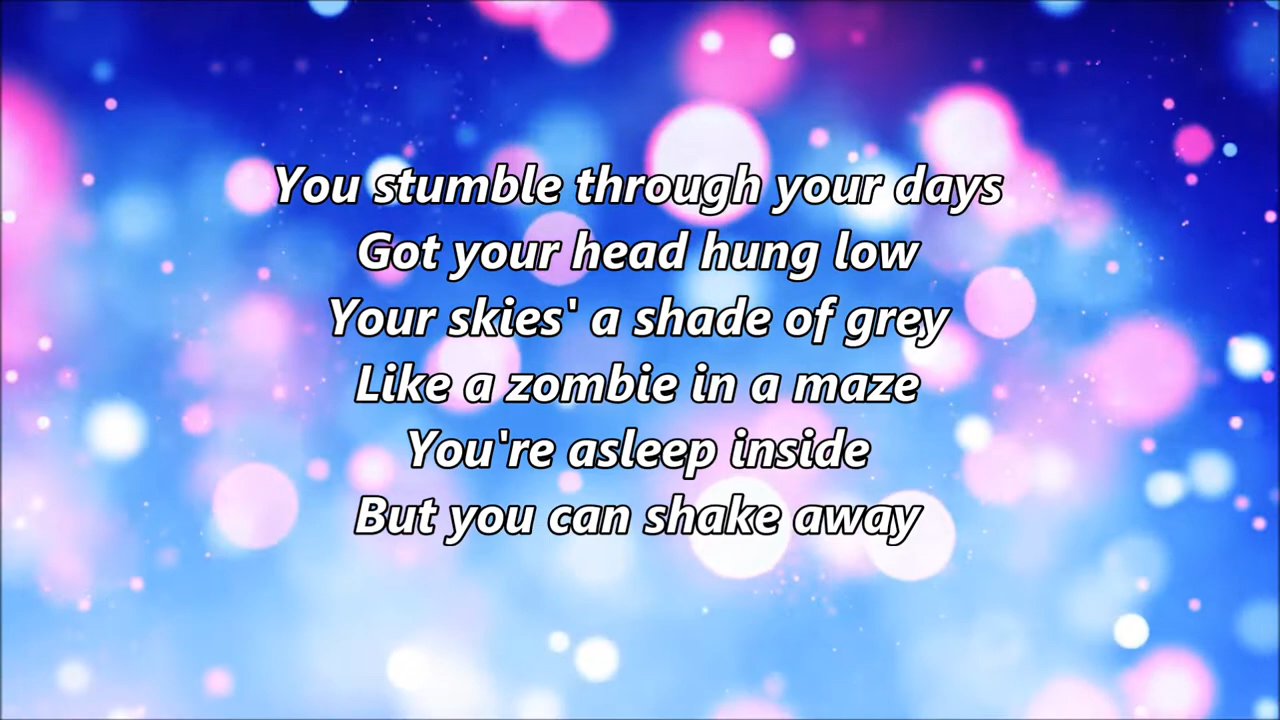 You stumble through your days
Got your head hung low
Your skies' a shade of grey
Like a zombie in a maze
You're asleep inside
But you can shake away